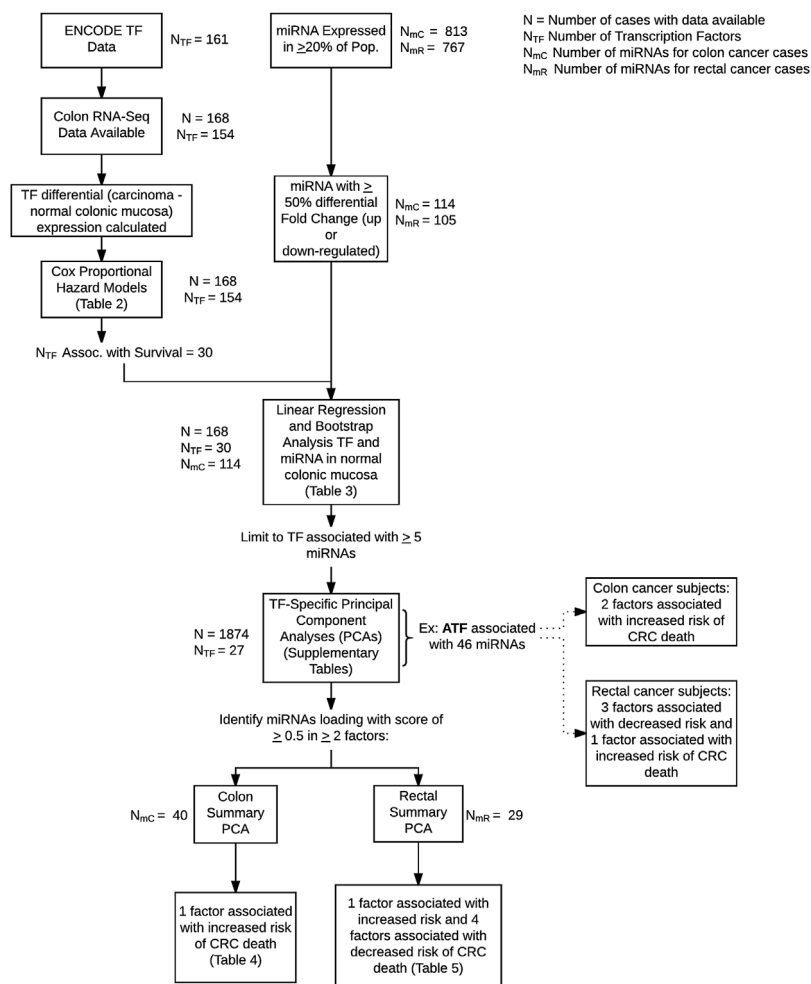 ENCODE TF
Data
N_TF = 161
miRNA Expressed
in ≥20% of Pop.
N_mC = 813
N_mR = 767
N = Number of cases with data available
N_TF Number of Transcription Factors
N_mC Number of miRNAs for colon cancer cases
N_mR Number of miRNAs for rectal cancer cases
Colon RNA-Seq
Data Available
N = 168
N_TF = 154
TF differential (carcinoma -
normal colonic mucosa)
expression calculated
miRNA with ≥
50% differential
Fold Change (up
or
down-regulated)
N_mC = 114
N_mR = 105
Cox Proportional
Hazard Models
(Table 2)
N = 168
N_TF = 154
N_TF Assoc. with Survival = 30
N = 168
N_TF = 30
N_mC = 114
Linear Regression
and Bootstrap
Analysis TF and
miRNA in normal
colonic mucosa
(Table 3)
Limit to TF associated with ≥ 5
miRNAs
N = 1874
N_TF = 27
TF-Specific Principal
Component
Analyses (PCAs)
(Supplementary
Tables)
Ex: ATF associated
with 46 miRNAs
Colon cancer subjects:
2 factors associated
with increased risk of
CRC death
Rectal cancer subjects:
3 factors associated
with decreased risk and
1 factor associated with
increased risk of CRC
death
Identify miRNAs loading with score of
≥ 0.5 in ≥ 2 factors:
N_mC = 40
Colon
Summary
PCA
Rectal
Summary
PCA
N_mR = 29
1 factor associated
with increased risk
of CRC death
(Table 4)
1 factor associated with
increased risk and 4
factors associated with
decreased risk of CRC
death (Table 5)